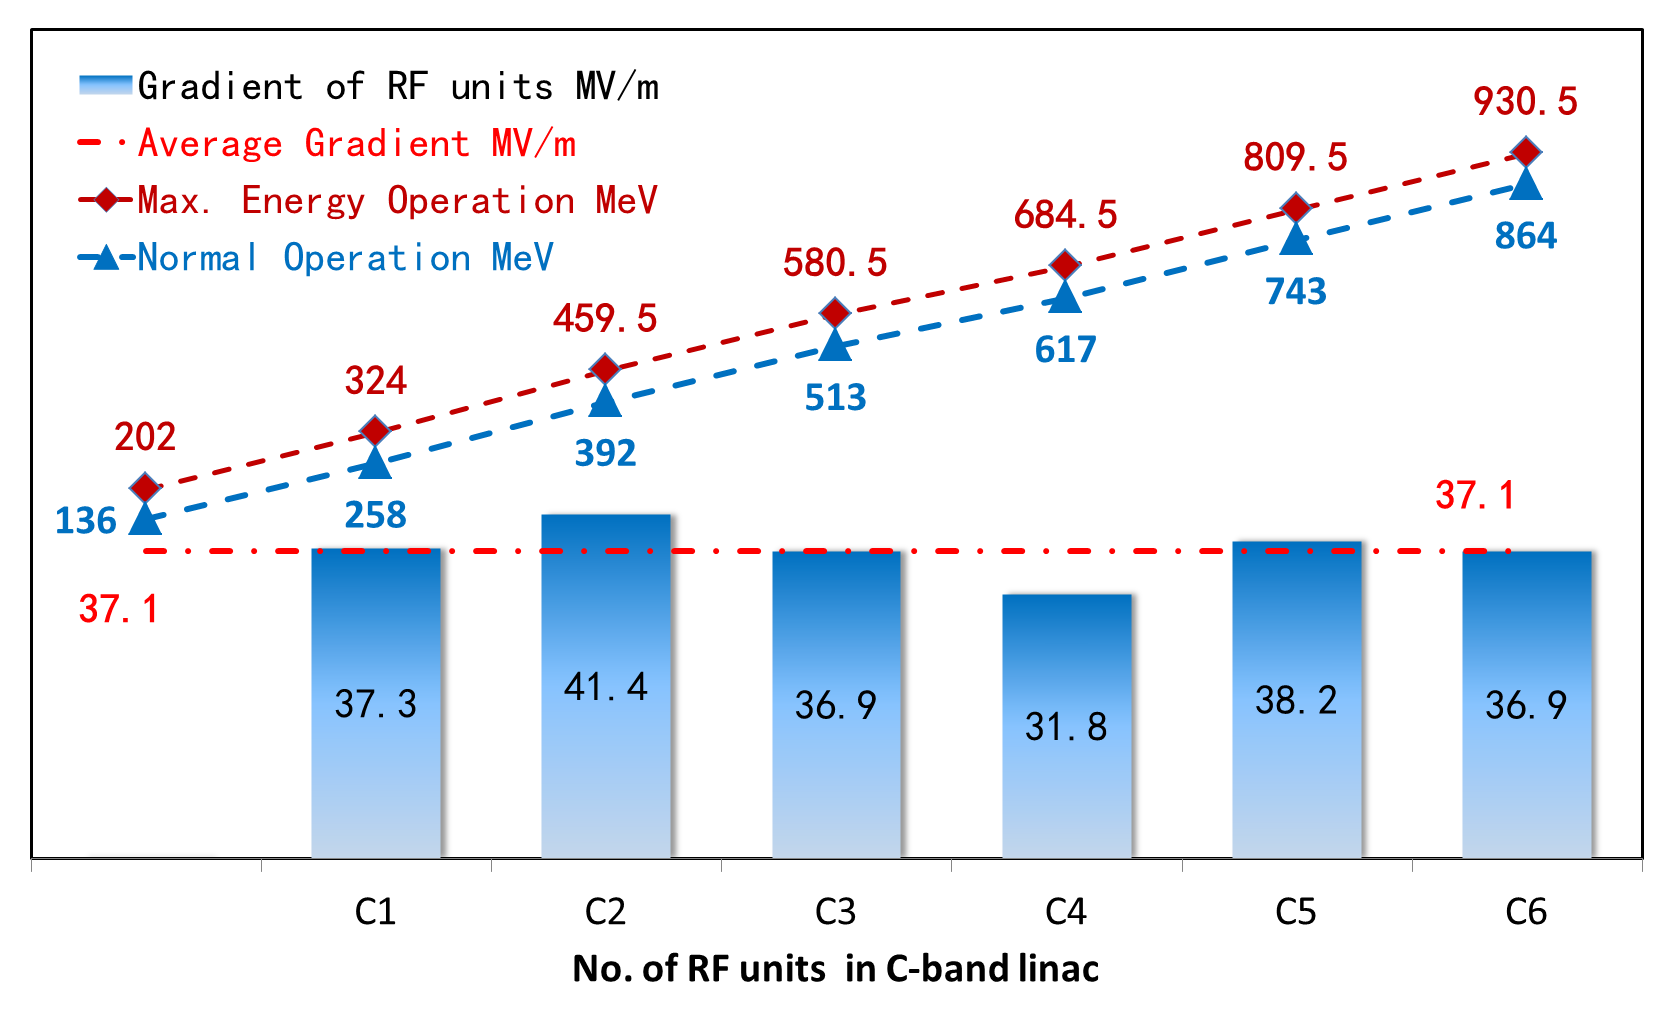 Gradient of RF units MV/m
Average Gradient MV/m
Max. Energy Operation MeV
Normal Operation MeV
202
324
459.5
580.5
684.5
809.5
930.5
136
258
392
513
617
743
864
37.1
37.1
37.3
41.4
36.9
31.8
38.2
36.9
C1
C2
C3
C4
C5
C6
No. of RF units in C-band linac